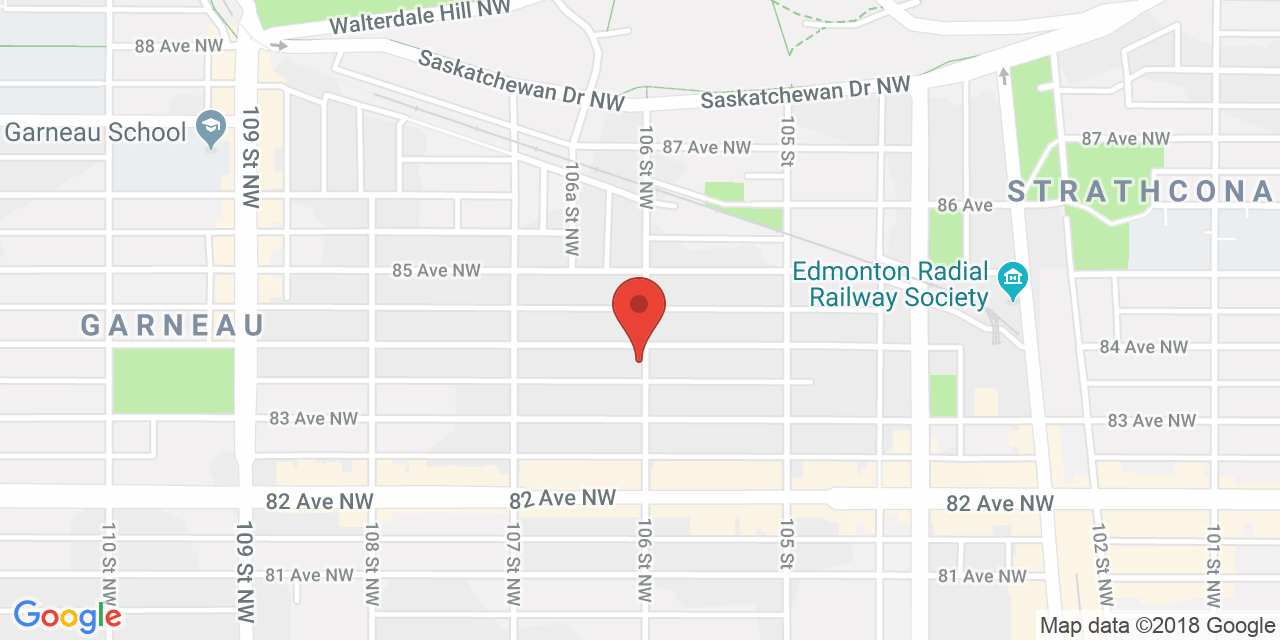 Walterdale Hill NW
88 Ave NW
Saskatchewan Dr NW
Saskatchewan Dr NW
Garneau School
109 St NW
106 St NW
105 St
87 Ave NW
87 Ave NW
106a St NW
STRATHCONA
86 Ave
85 Ave NW
Edmonton Radial
Railway Society
GARNEAU
84 Ave NW
83 Ave NW
83 Ave NW
82 Ave NW
82 Ave NW
82 Ave NW
110 St NW
109 St NW
108 St NW
107 St NW
106 St NW
105 St
102 St NW
101 St NW
81 Ave NW
81 Ave NW
Google
Map data ©2018 Google